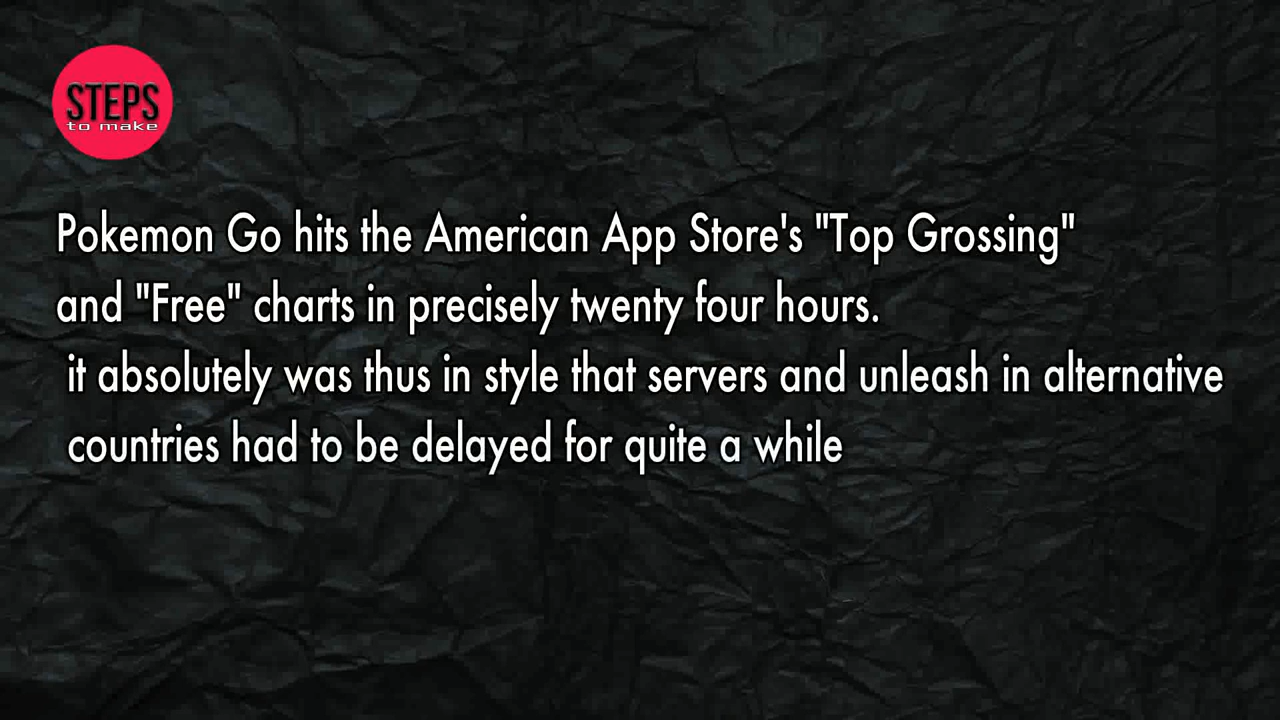 STEPS
to make
Pokemon Go hits the American App Store's "Top Grossing"
and "Free" charts in precisely twenty four hours.
it absolutely was thus in style that servers and unleash in alternative
countries had to be delayed for quite a while